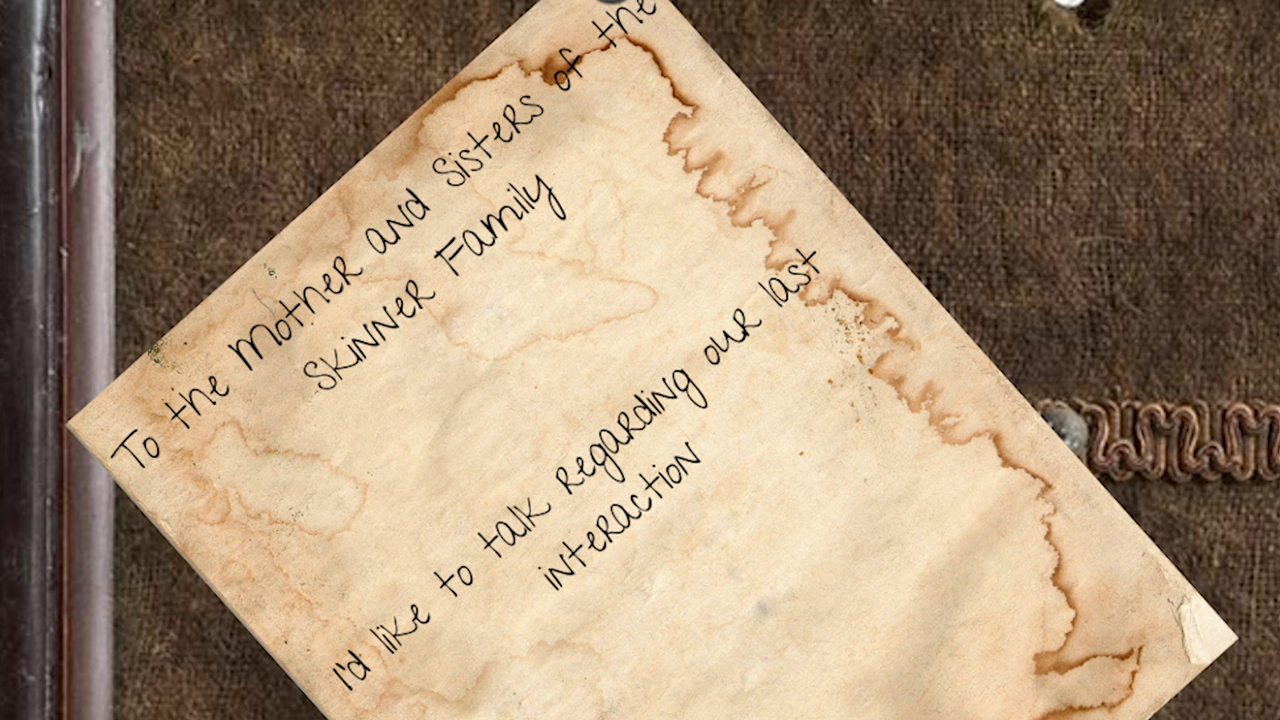 To the Mother and Sisters of the
Skinner Family
I'd like to talk regarding our last
interaction